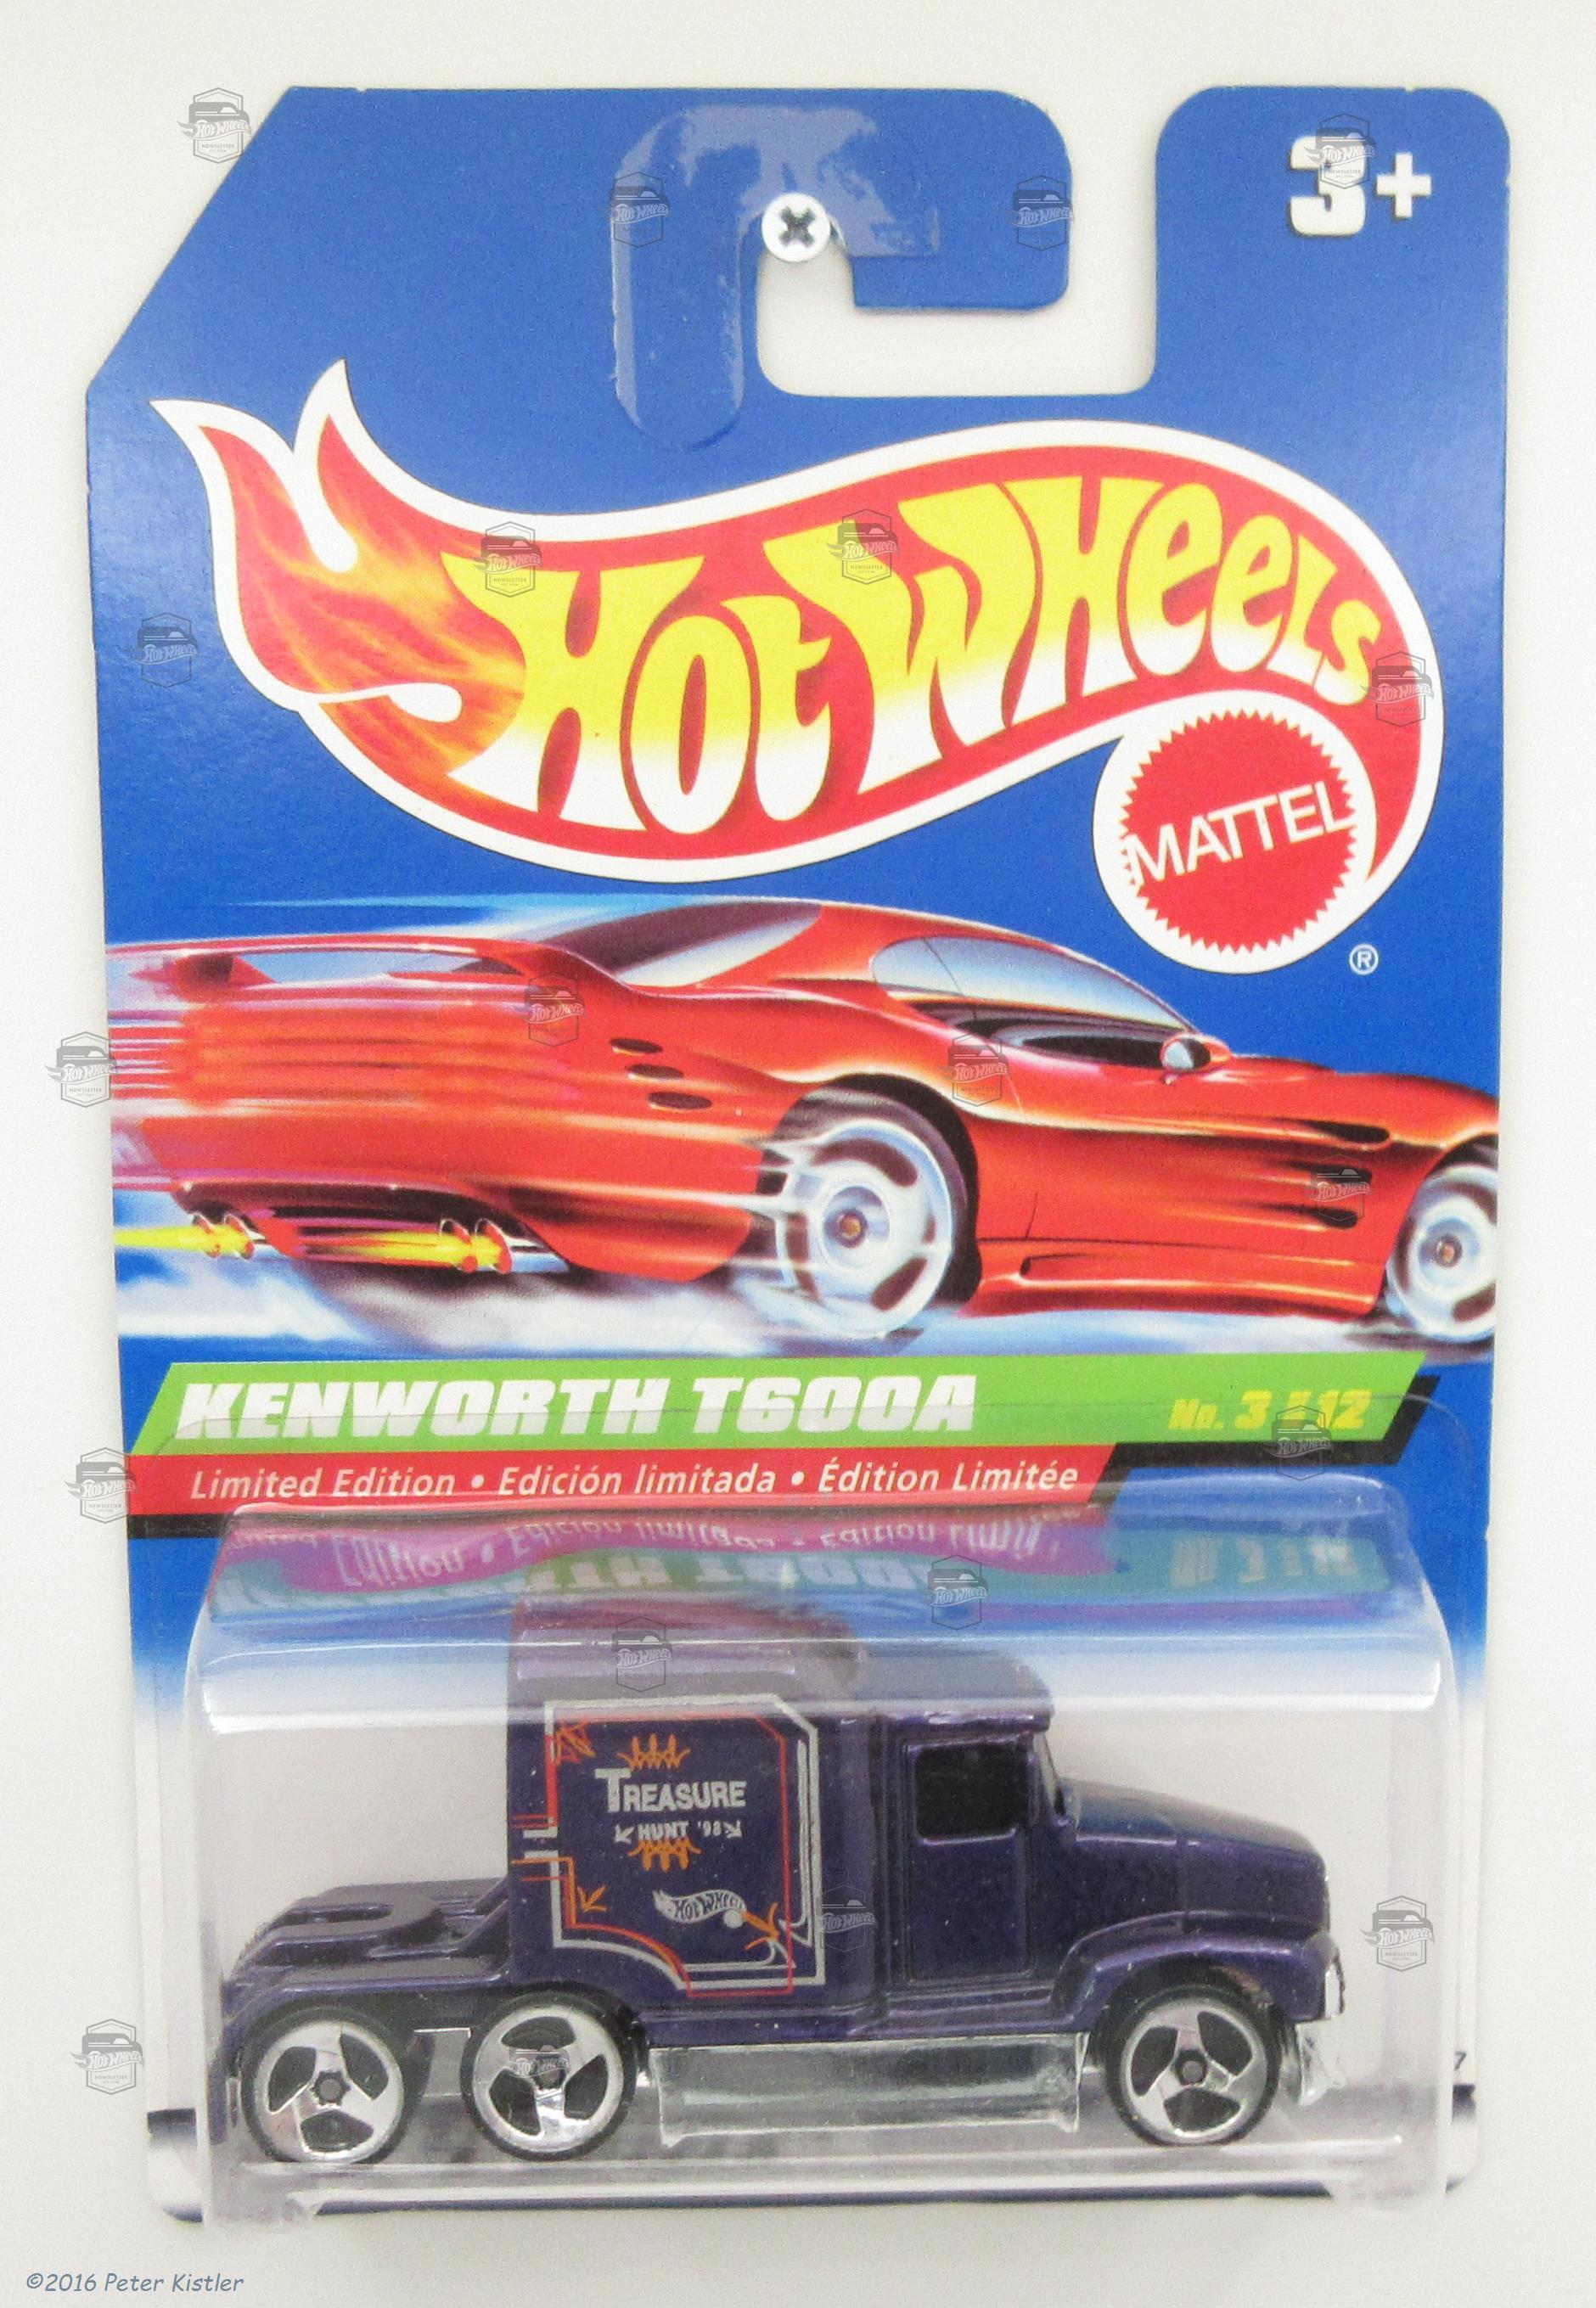 3+
HOT WHEELS
MATTEL
®
KENWORTH T600A No. 3 / 12
Limited Edition • Edición limitada • Édition Limitée
TREASURE
HUNT '98
HOT WHEELS
7
©2016 Peter Kistler